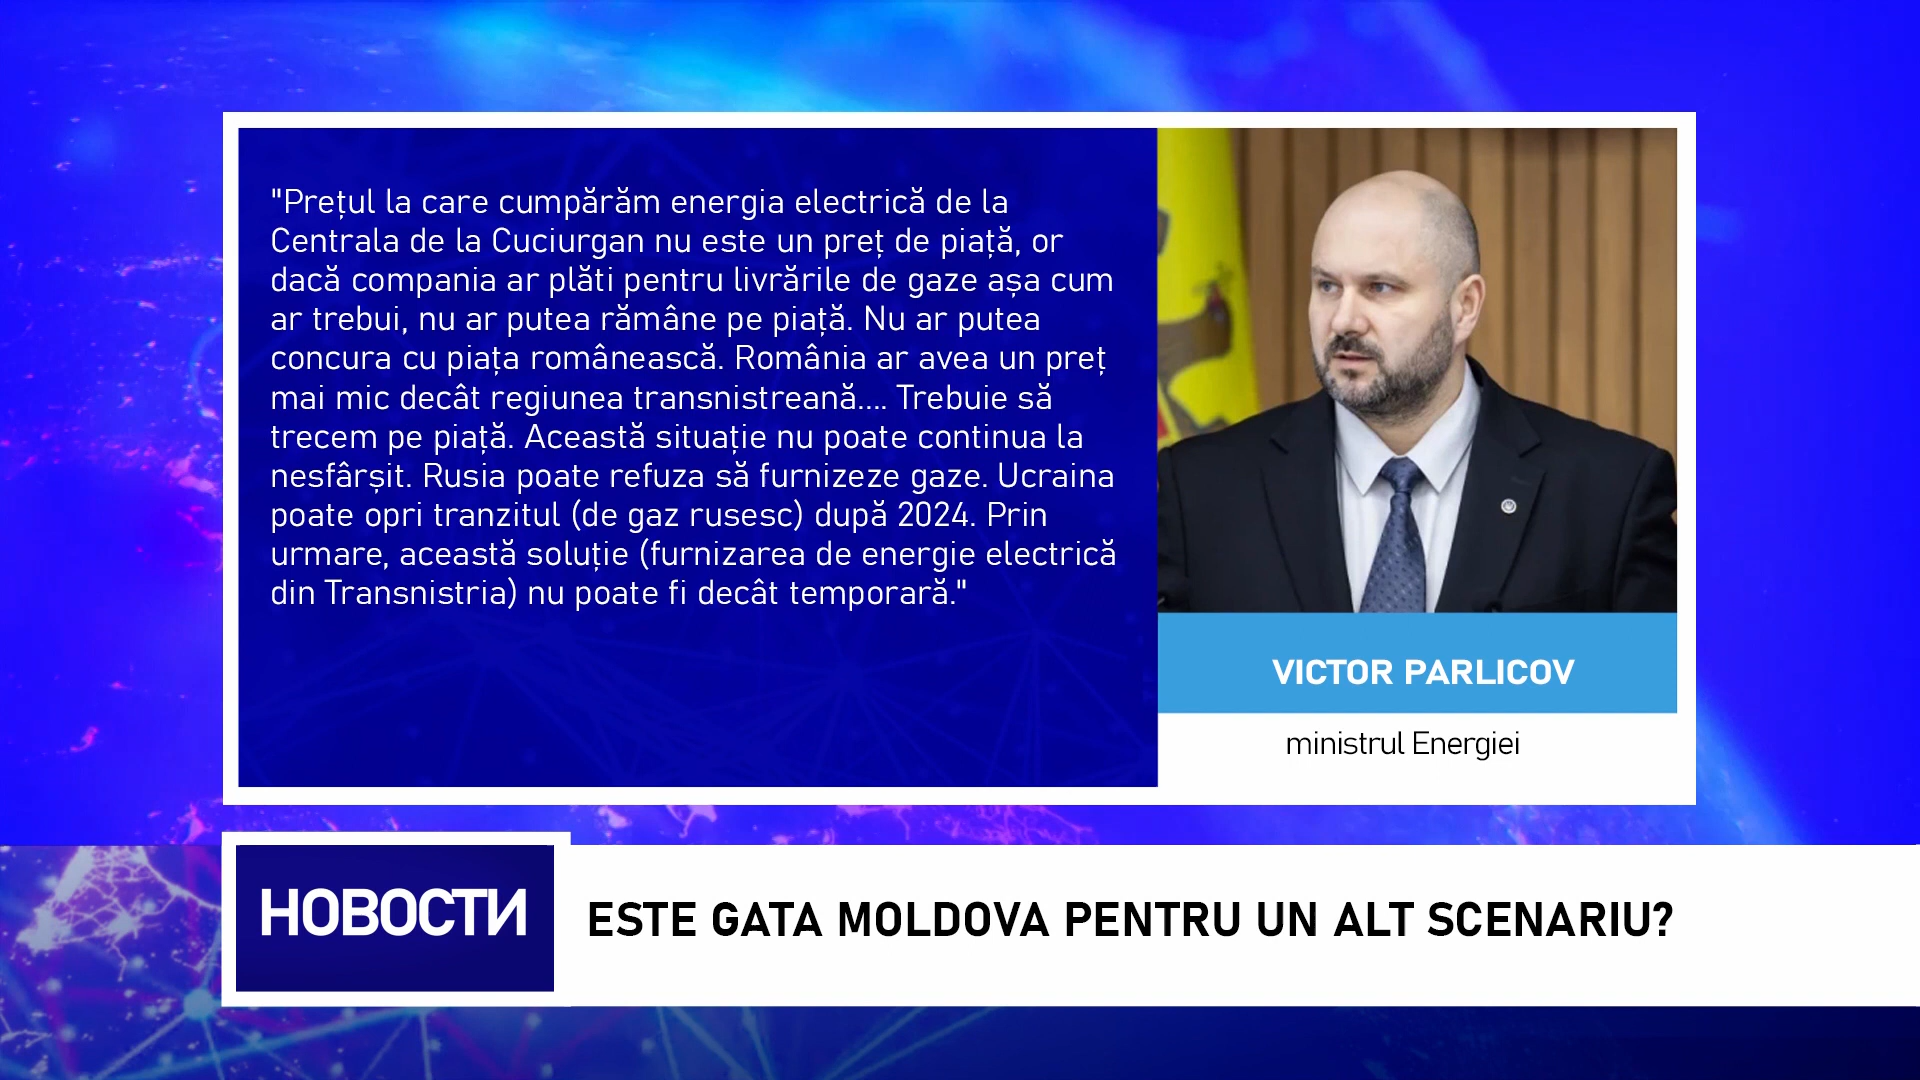 "Prețul la care cumpărăm energia electrică de la
Centrala de la Cuciurgan nu este un preț de piață, or
dacă compania ar plăti pentru livrările de gaze așa cum
ar trebui, nu ar putea rămâne pe piață. Nu ar putea
concura cu piața românească. România ar avea un preț
mai mic decât regiunea transnistreană.... Trebuie să
trecem pe piață. Această situație nu poate continua la
nesfârșit. Rusia poate refuza să furnizeze gaze. Ucraina
poate opri tranzitul (de gaz rusesc) după 2024. Prin
urmare, această soluție (furnizarea de energie electrică
din Transnistria) nu poate fi decât temporară."
VICTOR PARLICOV
ministrul Energiei
НОВОСТИ
ESTE GATA MOLDOVA PENTRU UN ALT SCENARIU?